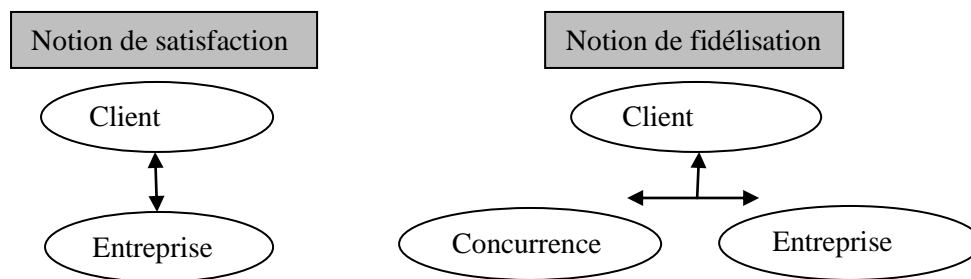 Notion de satisfaction
Notion de fidélisation
Client
Client
Entreprise
Concurrence
Entreprise